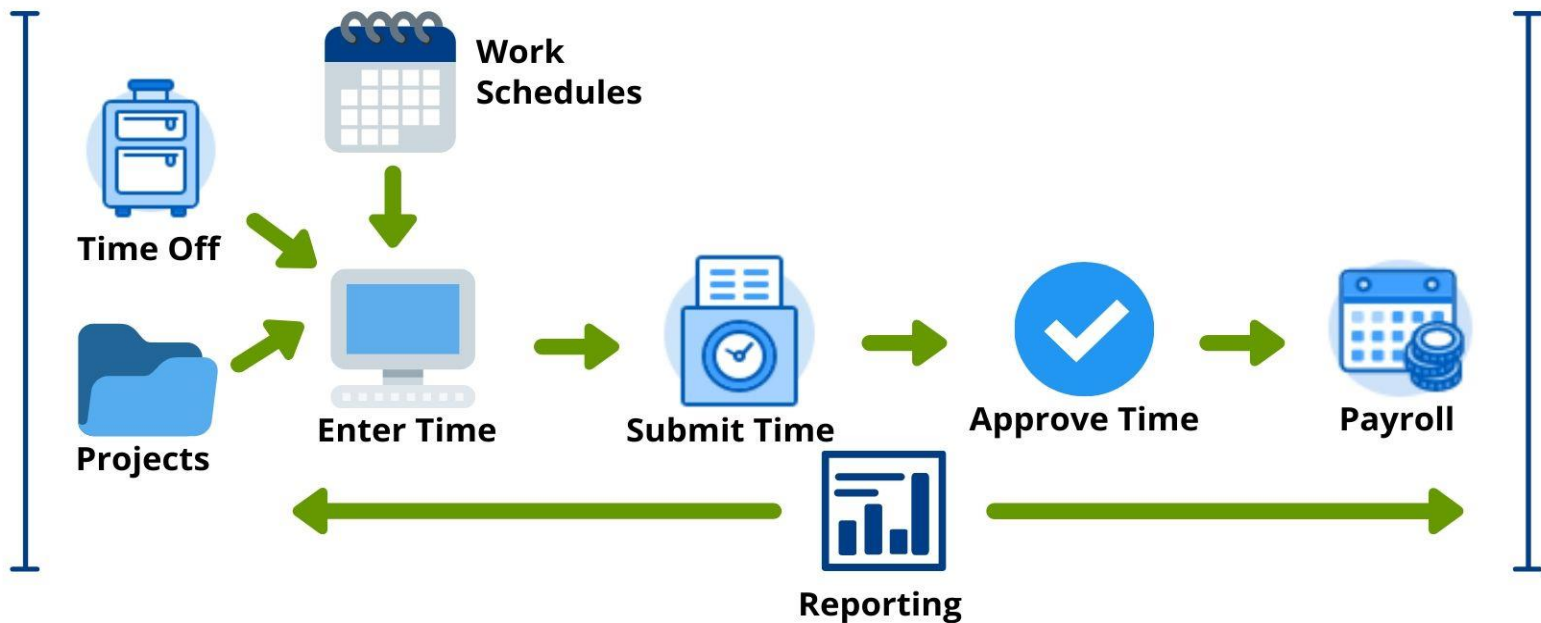 Work
Schedules
Time Off
Projects
Enter Time
Submit Time
Approve Time
Payroll
Reporting